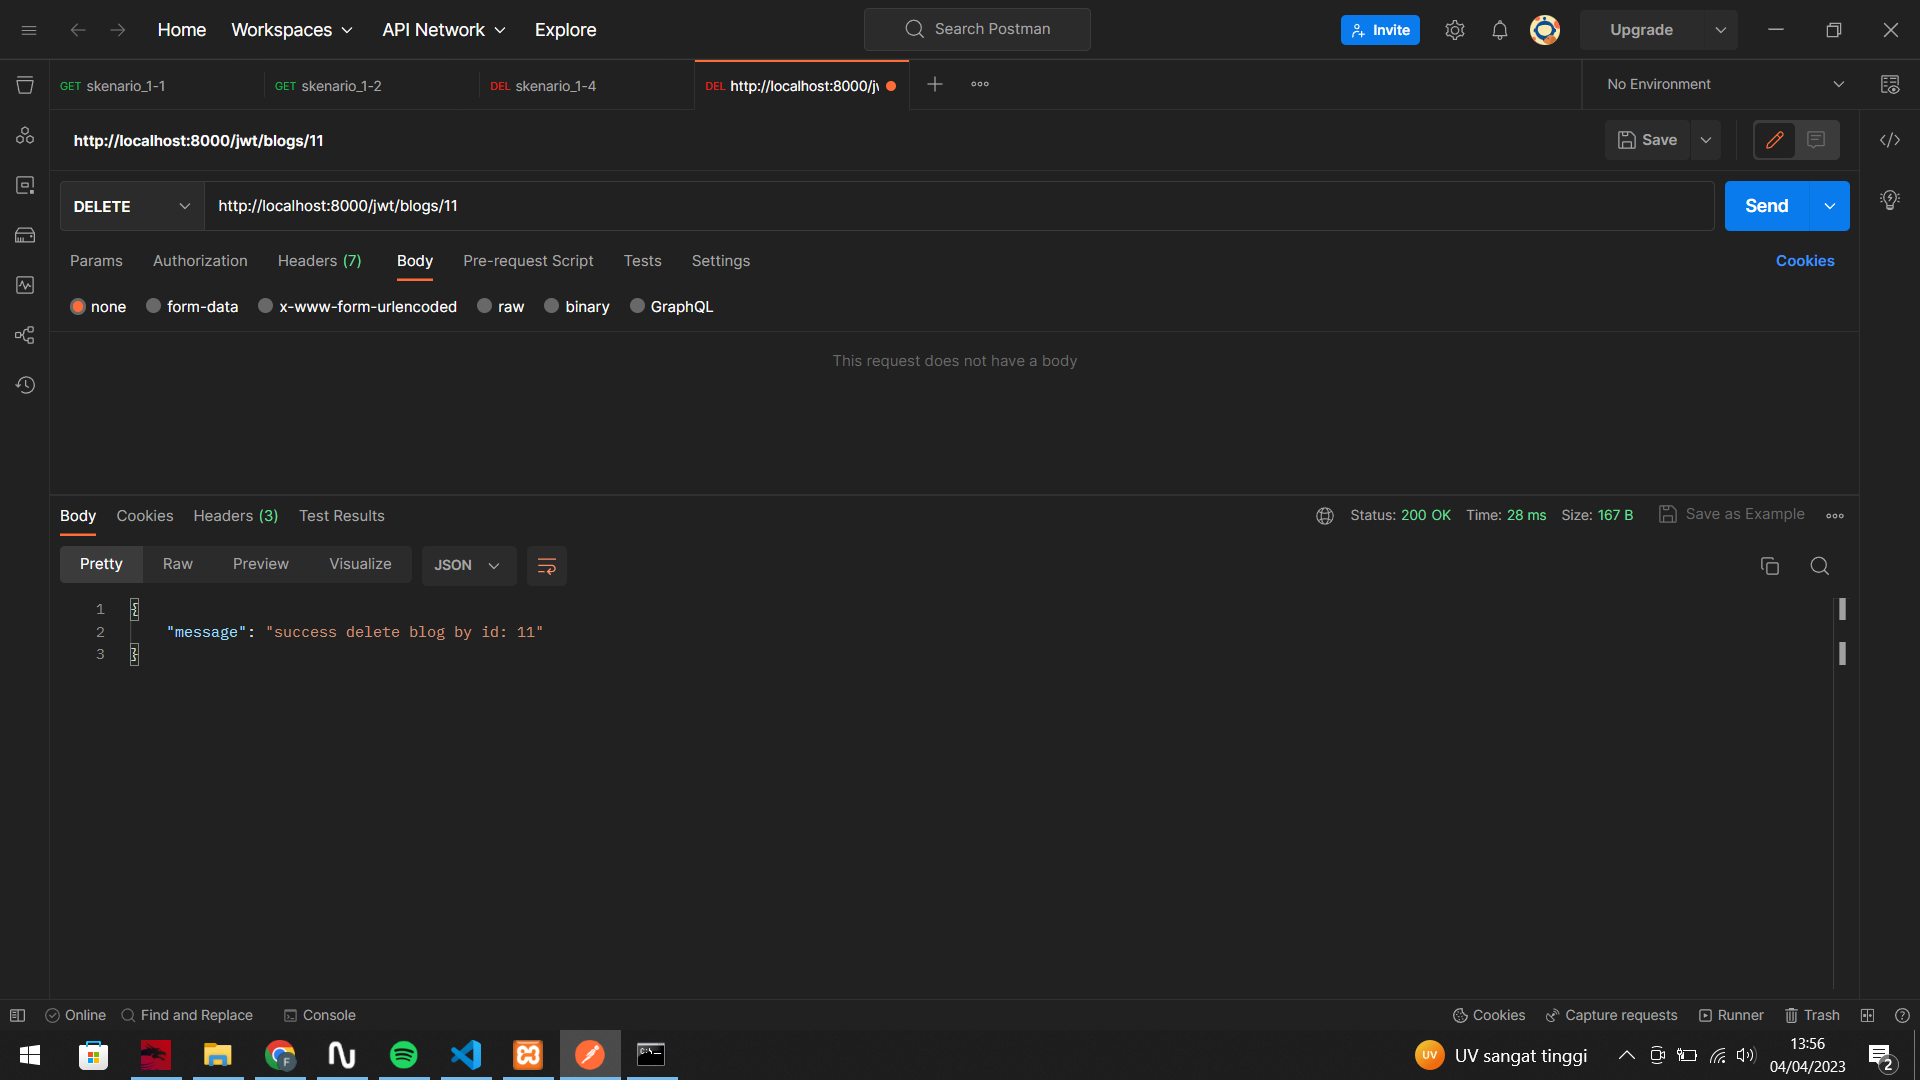 Home Workspaces API Network Explore Search Postman Invite Upgrade
GET skenario_1-1 GET skenario_1-2 DEL skenario_1-4 DEL http://localhost:8000/j No Environment
http://localhost:8000/jwt/blogs/11 Save
DELETE http://localhost:8000/jwt/blogs/11 Send
Params Authorization Headers (7) Body Pre-request Script Tests Settings Cookies
none form-data x-www-form-urlencoded raw binary GraphQL
This request does not have a body
Body Cookies Headers (3) Test Results Status: 200 OK Time: 28 ms Size: 167 B Save as Example
Pretty Raw Preview Visualize JSON
1 {
2 "message": "success delete blog by id: 11"
3 }
Online Find and Replace Console Cookies Capture requests Runner Trash
UV UV sangat tinggi 13:56
04/04/2023 2